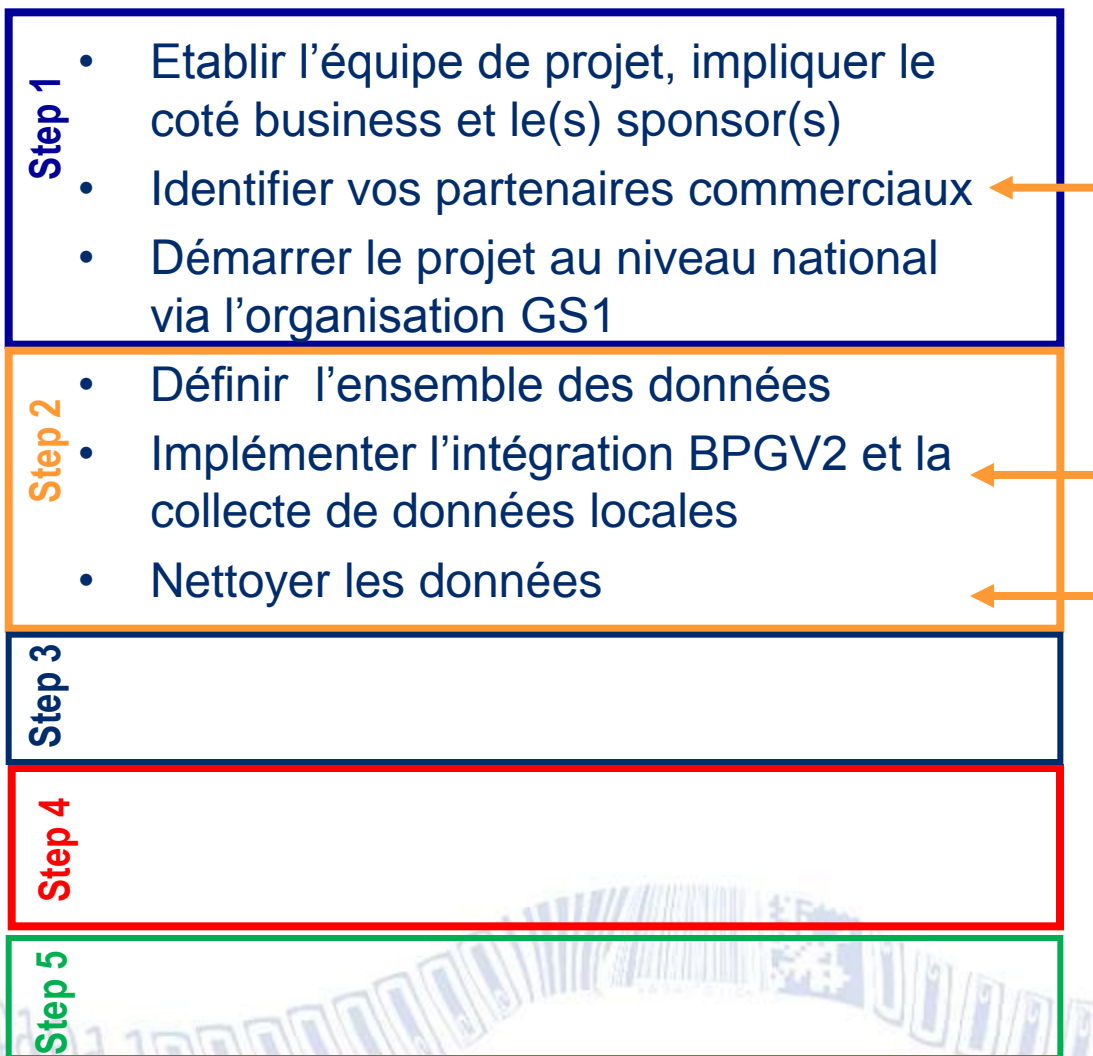 Step 1
• Etablir l’équipe de projet, impliquer le
coté business et le(s) sponsor(s)
• Identifier vos partenaires commerciaux
• Démarrer le projet au niveau national
via l’organisation GS1
Step 2
• Définir l’ensemble des données
• Implémenter l’intégration BPGV2 et la
collecte de données locales
• Nettoyer les données
Step 3
Step 4
Step 5